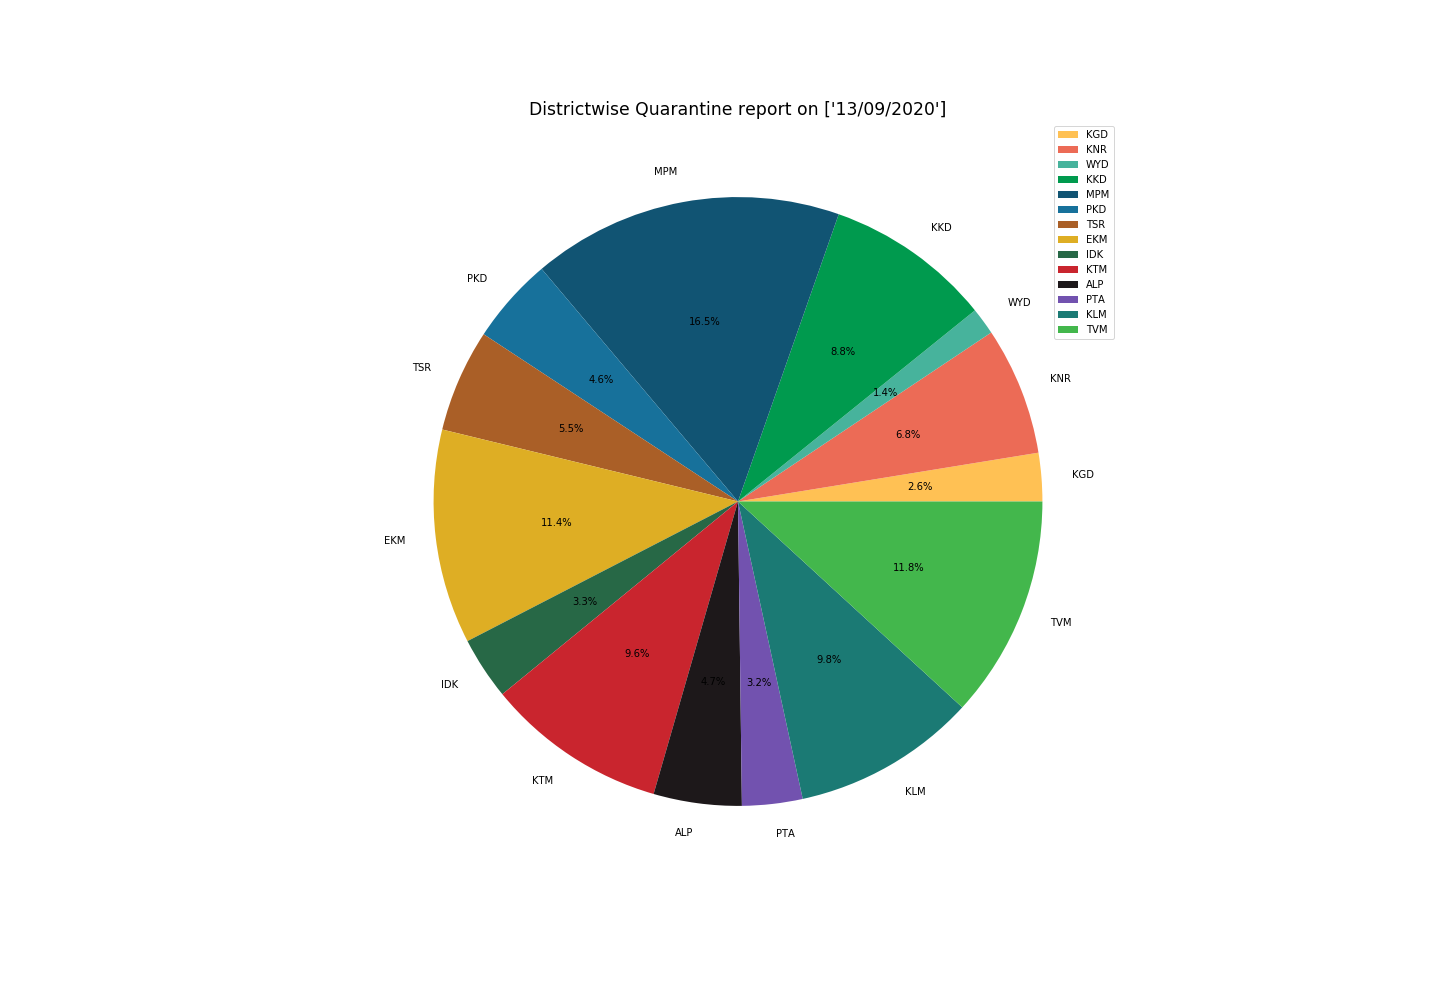 Districtwise Quarantine report on ['13/09/2020']
KGD
KNR
WYD
KKD
MPM
PKD
TSR
EKM
IDK
KTM
ALP
PTA
KLM
TVM
MPM
KKD
PKD
WYD
TSR
KNR
KGD
EKM
TVM
IDK
KTM
KLM
ALP
PTA
16.5%
8.8%
4.6%
1.4%
5.5%
6.8%
2.6%
11.4%
11.8%
3.3%
9.6%
9.8%
4.7%
3.2%